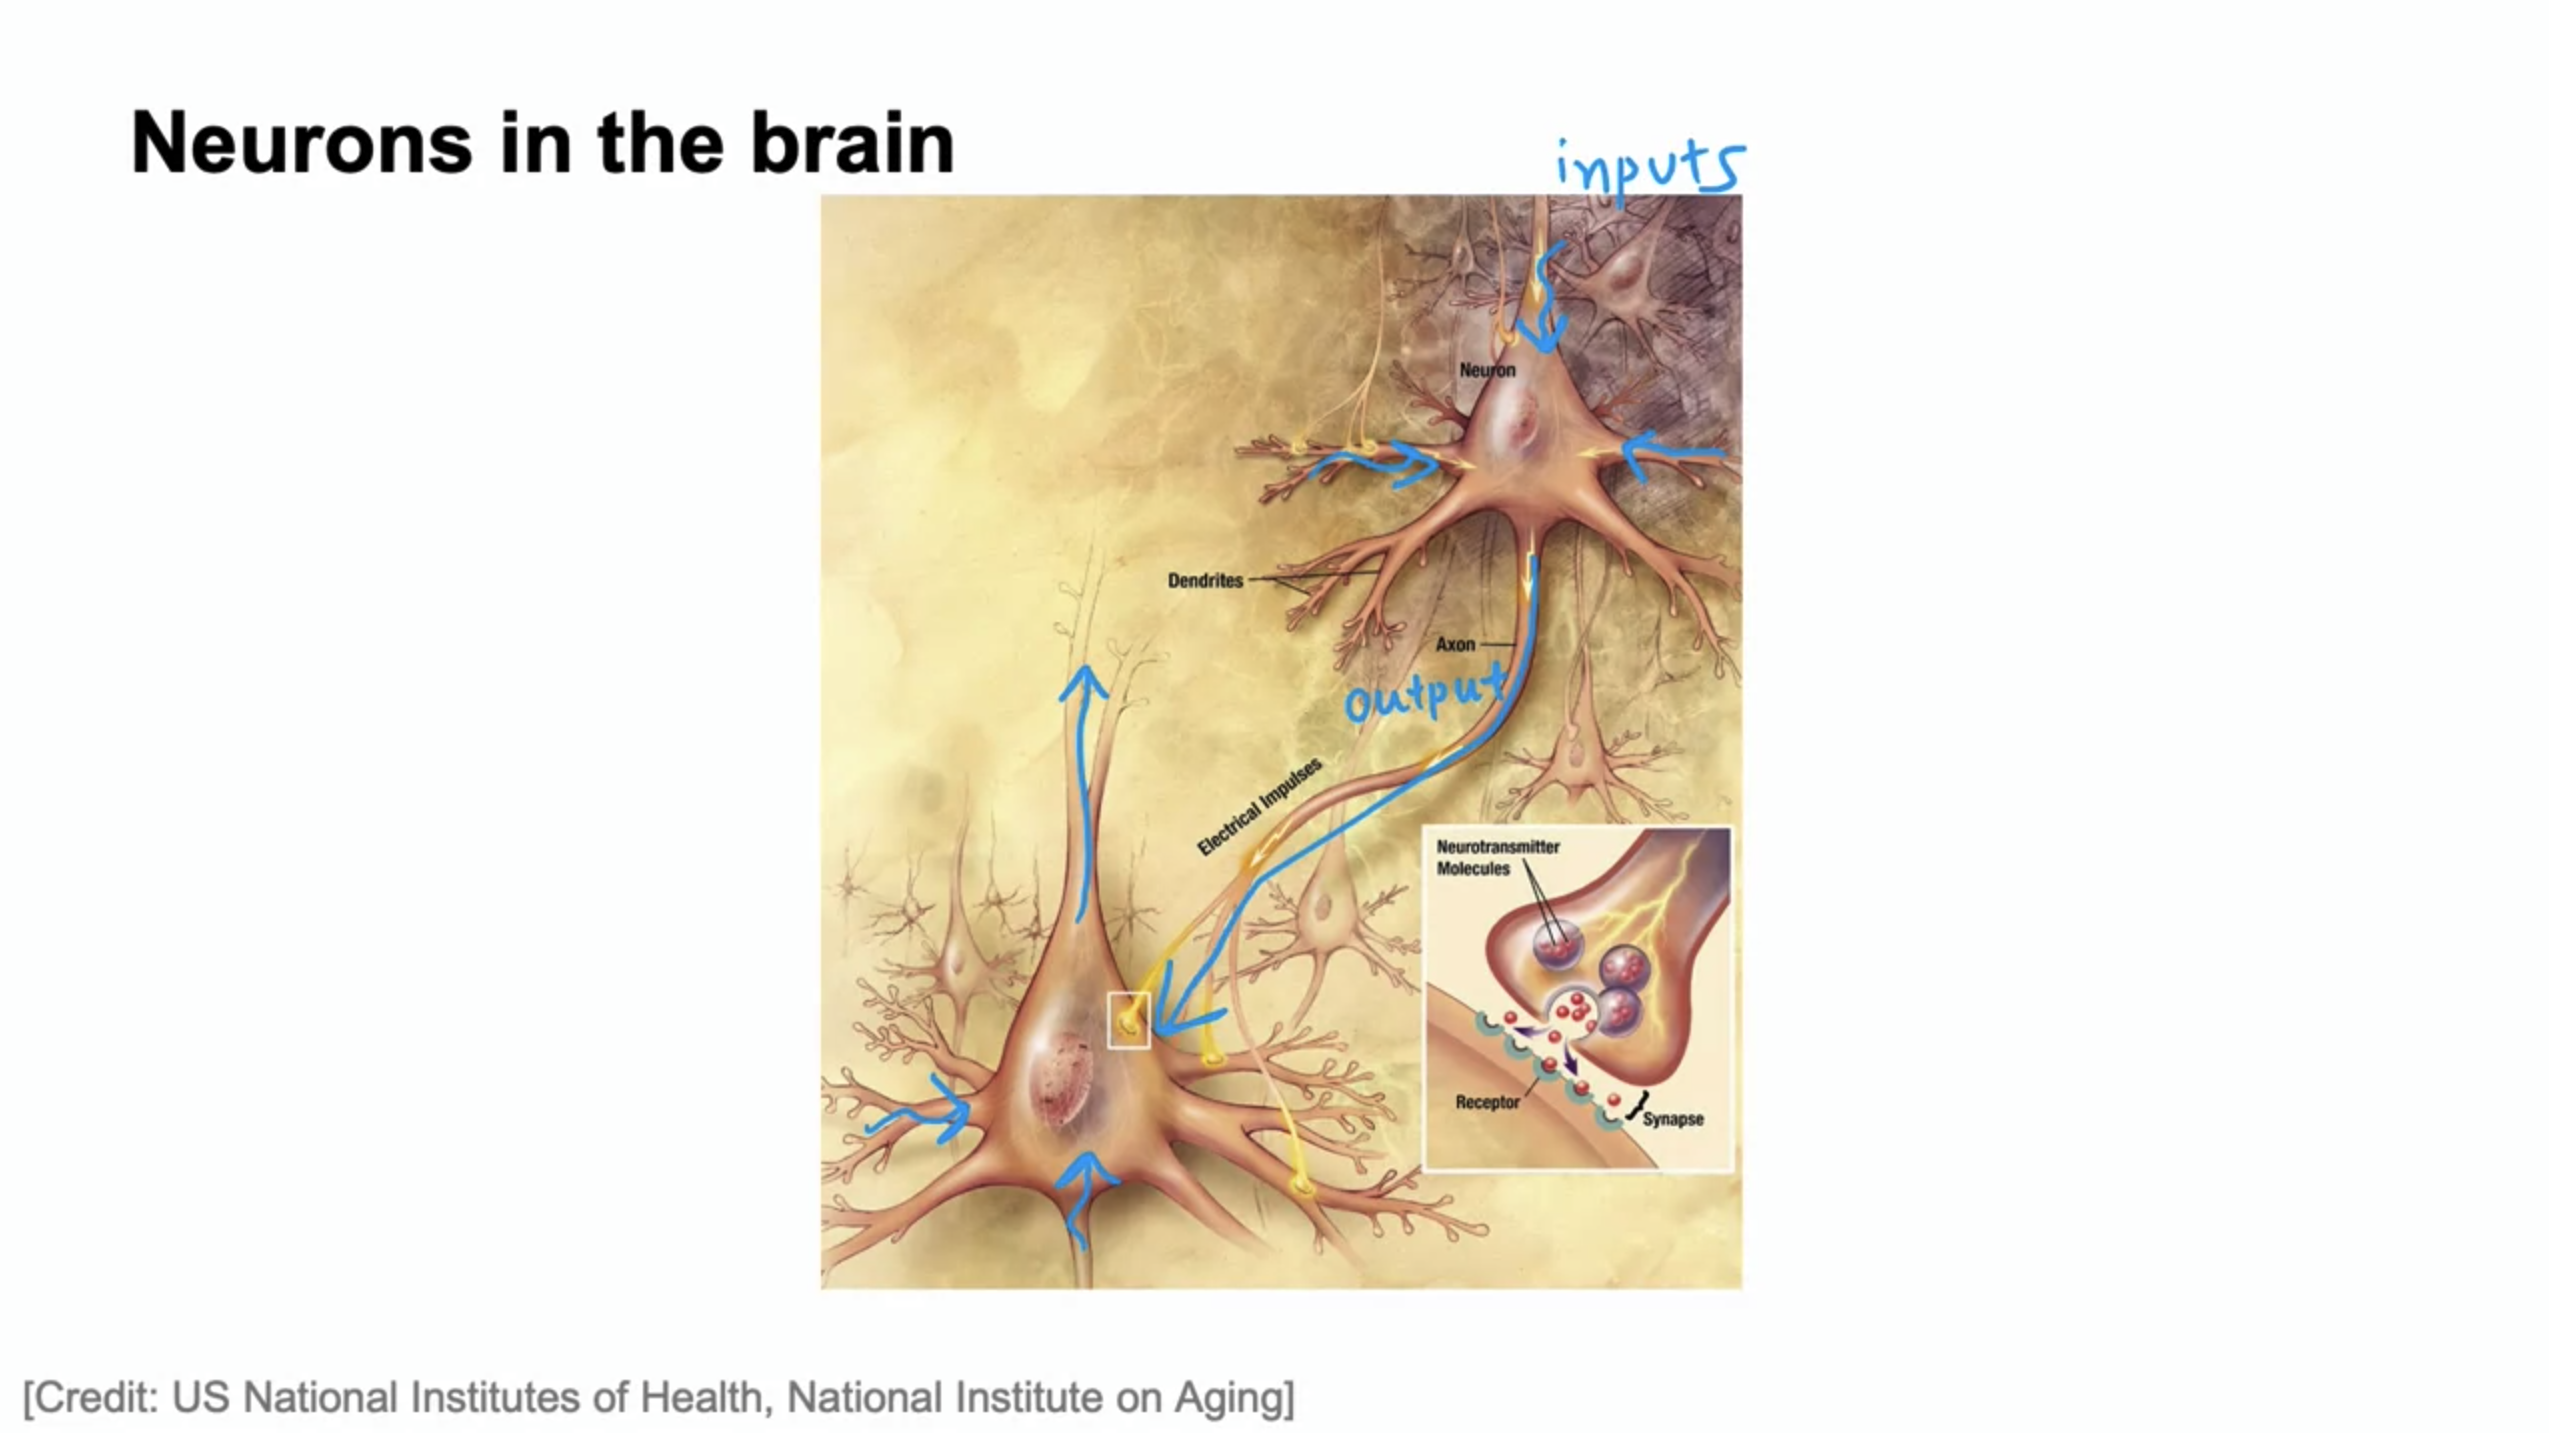 Neurons in the brain
inputs
Neuron
Dendrites
Axon
output
Electrical Impulses
Neurotransmitter
Molecules
Receptor
Synapse
[Credit: US National Institutes of Health, National Institute on Aging]